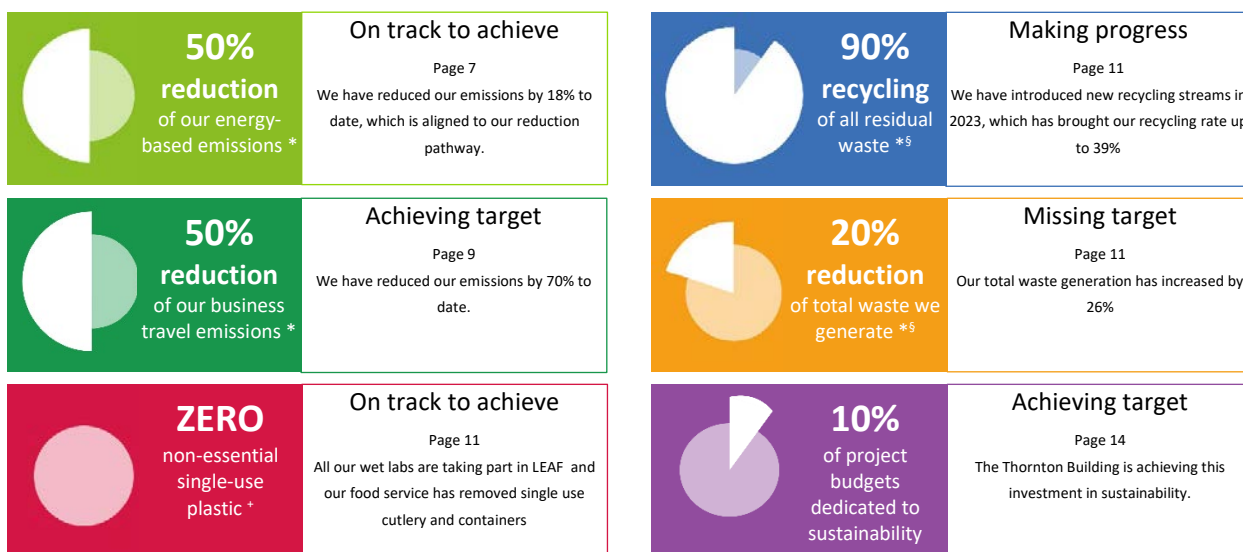 50%
reduction
of our energy-
based emissions *
On track to achieve
Page 7
We have reduced our emissions by 18% to
date, which is aligned to our reduction
pathway.
90%
recycling
of all residual
waste *§
Making progress
Page 11
We have introduced new recycling streams in
2023, which has brought our recycling rate up
to 39%
50%
reduction
of our business
travel emissions *
Achieving target
Page 9
We have reduced our emissions by 70% to
date.
20%
reduction
of total waste we
generate *§
Missing target
Page 11
Our total waste generation has increased by
26%
ZERO
non-essential
single-use
plastic +
On track to achieve
Page 11
All our wet labs are taking part in LEAF and
our food service has removed single use
cutlery and containers
10%
of project
budgets
dedicated to
sustainability
Achieving target
Page 14
The Thornton Building is achieving this
investment in sustainability.